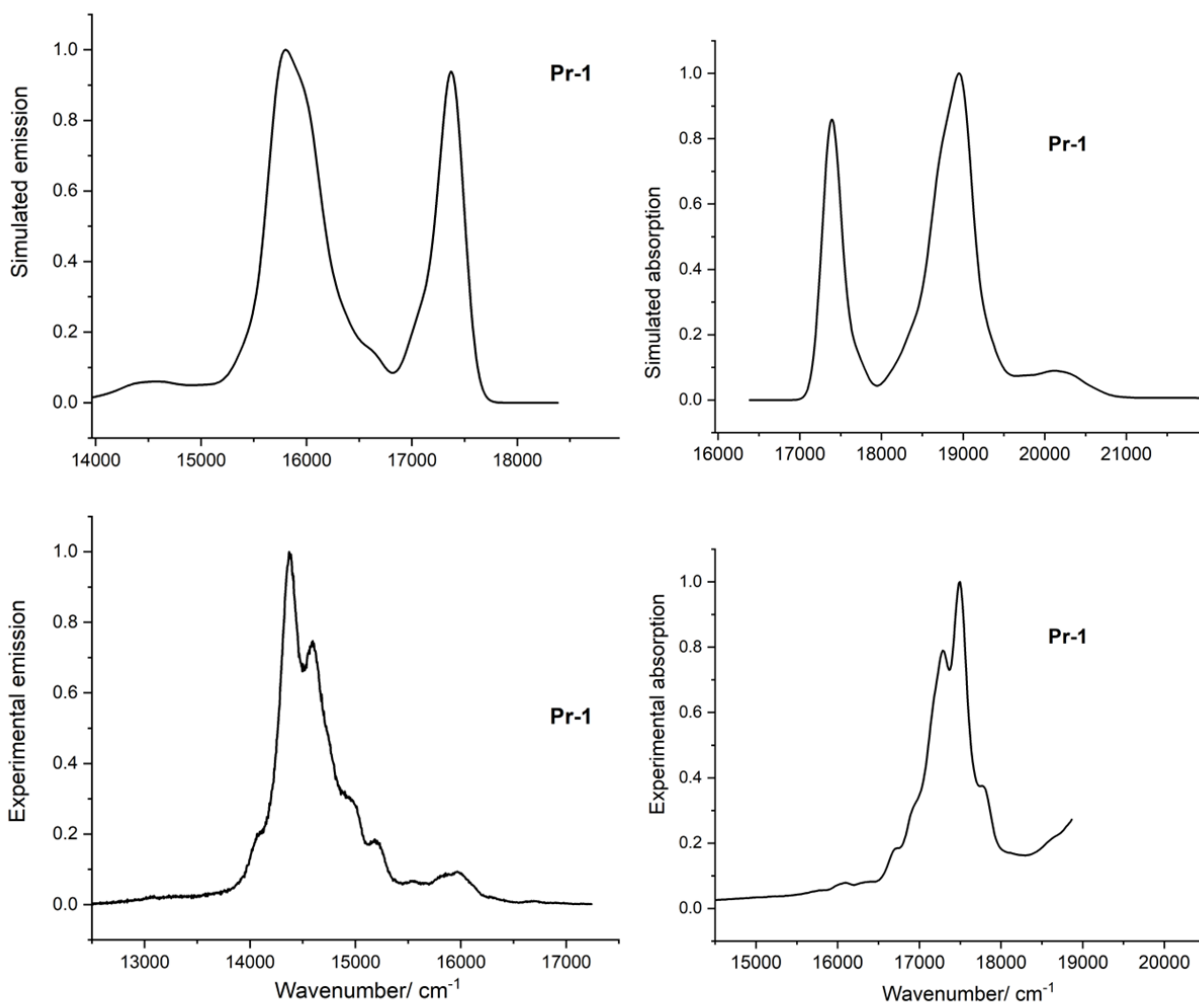 Simulated emission
1.0
0.8
0.6
0.4
0.2
0.0
Pr-1
14000 15000 16000 17000 18000
Simulated absorption
1.0
0.8
0.6
0.4
0.2
0.0
Pr-1
16000 17000 18000 19000 20000 21000
Experimental emission
1.0
0.8
0.6
0.4
0.2
0.0
Pr-1
13000 14000 15000 16000 17000
Wavenumber/ cm⁻¹
Experimental absorption
1.0
0.8
0.6
0.4
0.2
0.0
Pr-1
15000 16000 17000 18000 19000 20000
Wavenumber/ cm⁻¹